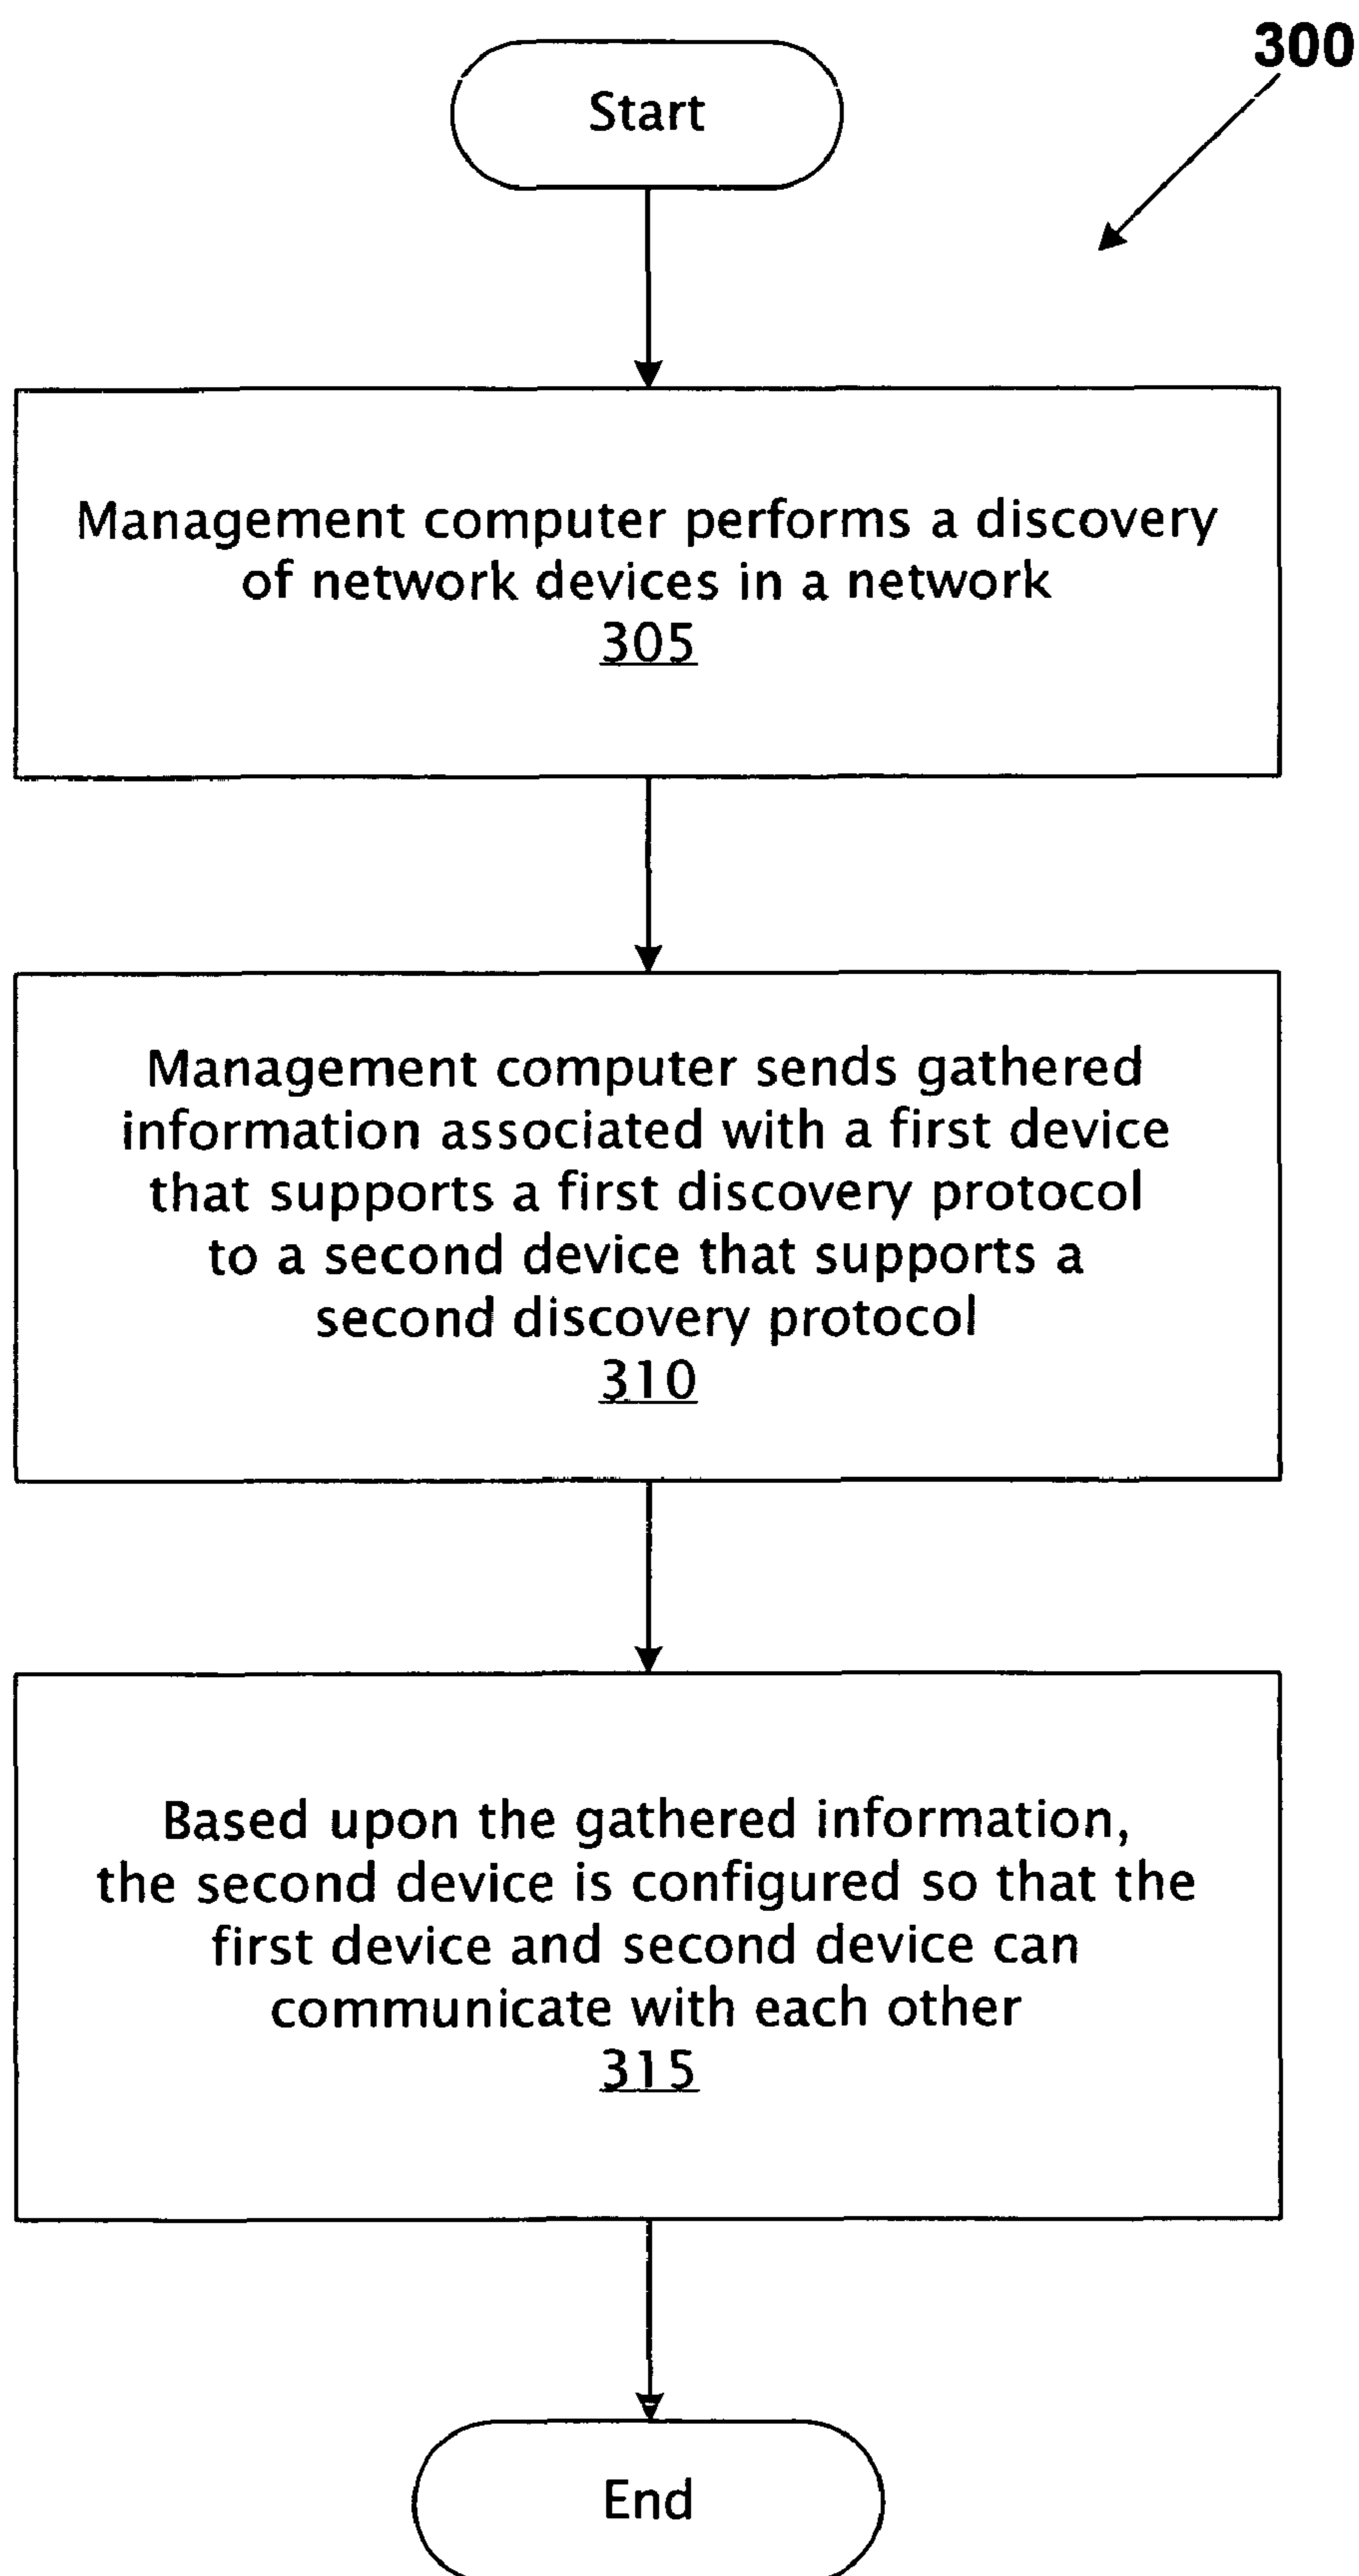 300
Start
Management computer performs a discovery
of network devices in a network
305
Management computer sends gathered
information associated with a first device
that supports a first discovery protocol
to a second device that supports a
second discovery protocol
310
Based upon the gathered information,
the second device is configured so that the
first device and second device can
communicate with each other
315
End